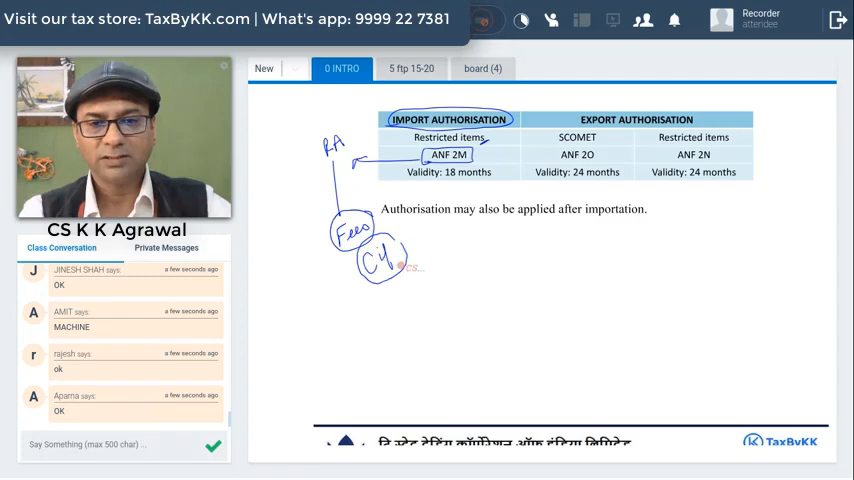 Visit our tax store: TaxByKK.com | What's app: 9999 22 7381
Recorder
attendee
New
0 INTRO
5 ftp 15-20
board (4)
CS K K Agrawal
Class Conversation
Private Messages
J
JINESH SHAH says:
a few seconds ago
OK
A
AMIT says:
a few seconds ago
MACHINE
r
rajesh says:
a few seconds ago
ok
A
Aparna says:
a few seconds ago
OK
Say Something (max 500 char) ...
IMPORT AUTHORISATION
EXPORT AUTHORISATION
Restricted items
SCOMET
Restricted items
ANF 2M
ANF 2O
ANF 2N
Validity: 18 months
Validity: 24 months
Validity: 24 months
RA
Authorisation may also be applied after importation.
Fees
Cif
cs...
दि स्टेट ट्रेडिंग कॉर्पोरेशन ऑफ इंडिया लिमिटेड
TaxByKK